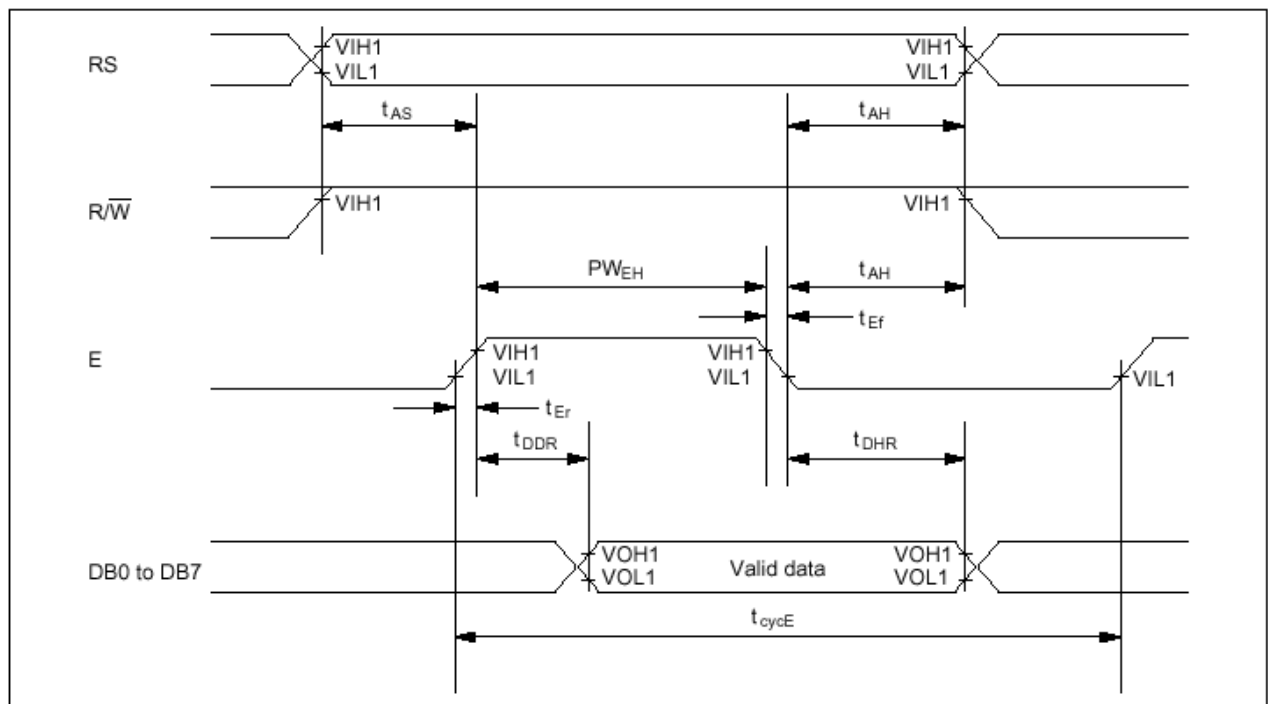 RS
VIH1
VIH1
VIL1
VIL1
tAS
tAH
R/W̅
VIH1
VIH1
PWEH
tAH
tEf
E
VIH1
VIH1
VIL1
VIL1
VIL1
tEr
tDDR
tDHR
DB0 to DB7
VOH1
Valid data
VOH1
VOL1
VOL1
tcycE